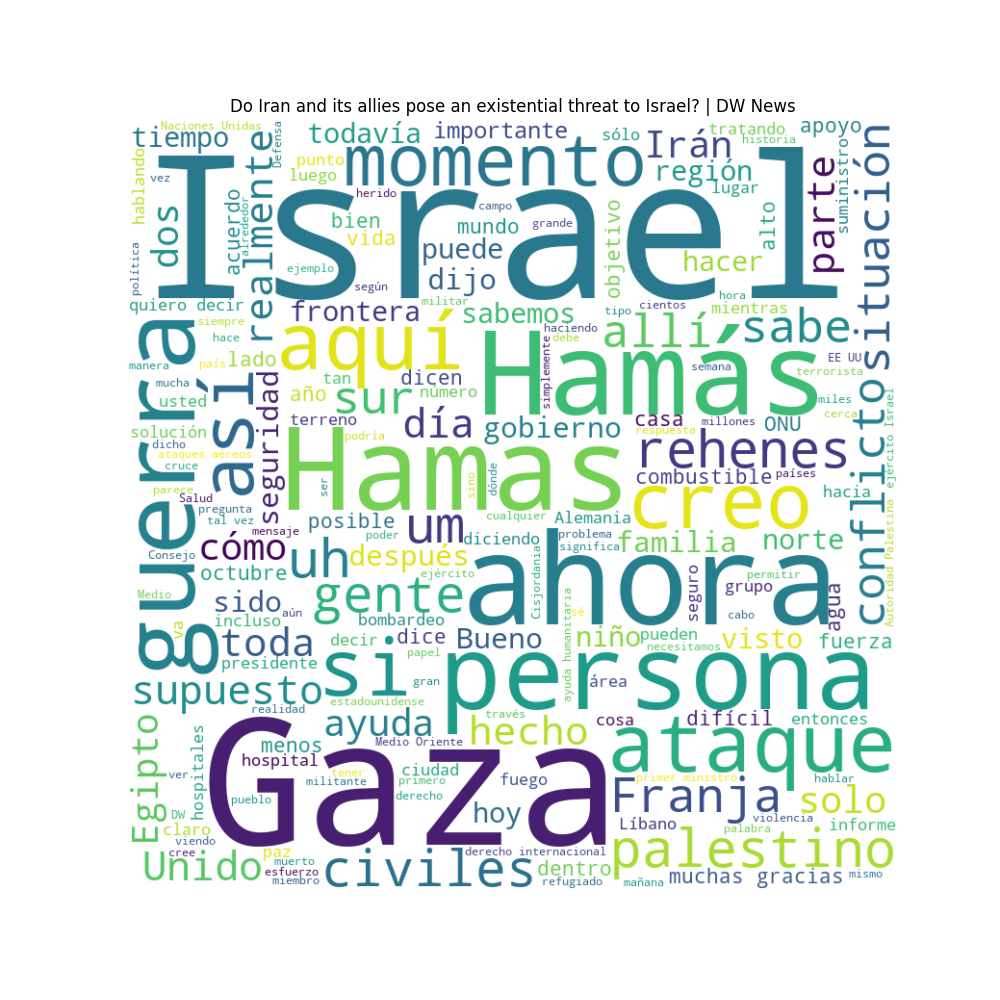 Do Iran and its allies pose an existential threat to Israel? | DW News
Naciones Unidas
tiempo
Defensa
todavía
importante
sólo
Irán
tratando
historia
apoyo
hablando
vez
realmente
punto
luego
momento
región
lugar
parte
suministro
situación
Israel
herido
campo
grande
dos
acuerdo
alrededor
bien
vida
mundo
puede
objetivo
alto
hacer
política
ejemplo
dijo
según
militar
tipo
cientos
hora
mientras
quiero decir
siempre
frontera
sabemos
haciendo
allí
sabe
EE UU
guerra
hace
manera
país
lado
aquí
simplemente
debe
Hamás
semana
terrorista
mucha
usted
así
seguridad
año
tan
dicen
número
sur
casa
miles
cerca
solución
dicho
terreno
podría
día
gobierno
respuesta
millones
ONU
conflicto
ejército Israel
ataques aéreos
cruce
parece
Salud
pregunta
tal vez
mensaje
ser
Hamas
sino
dónde
rehenes
combustible
países
hacia
creo
cualquier
Alemania
Autoridad Palestina
cómo
uh
posible
poder
um
diciendo
problema
significa
familia
norte
Consejo
octubre
después
ejército
Cisjordania
ahora
permitir
Medio
va
sido
aún
incluso
gente
bombardeo
ayuda humanitaria
sé
seguro
grupo
cabo
agua
toda
decir
dice
Bueno
niño
pueden
necesitamos
visto
fuerza
presidente
papel
si
persona
supuesto
gran
área
realidad
estadounidense
través
ayuda
hecho
cosa
difícil
entonces
Egipto
hospitales
menos
Medio Oriente
hospital
ataque
ver
militante
tener
ciudad
primero
fuego
primer ministro
hablar
DW
pueblo
Gaza
derecho
hoy
Franja
solo
claro
Líbano
violencia
palabra
informe
viendo
cree
paz
Unido
muerto
esfuerzo
miembro
civiles
derecho internacional
dentro
refugiado
palestino
mañana
muchas gracias
mismo